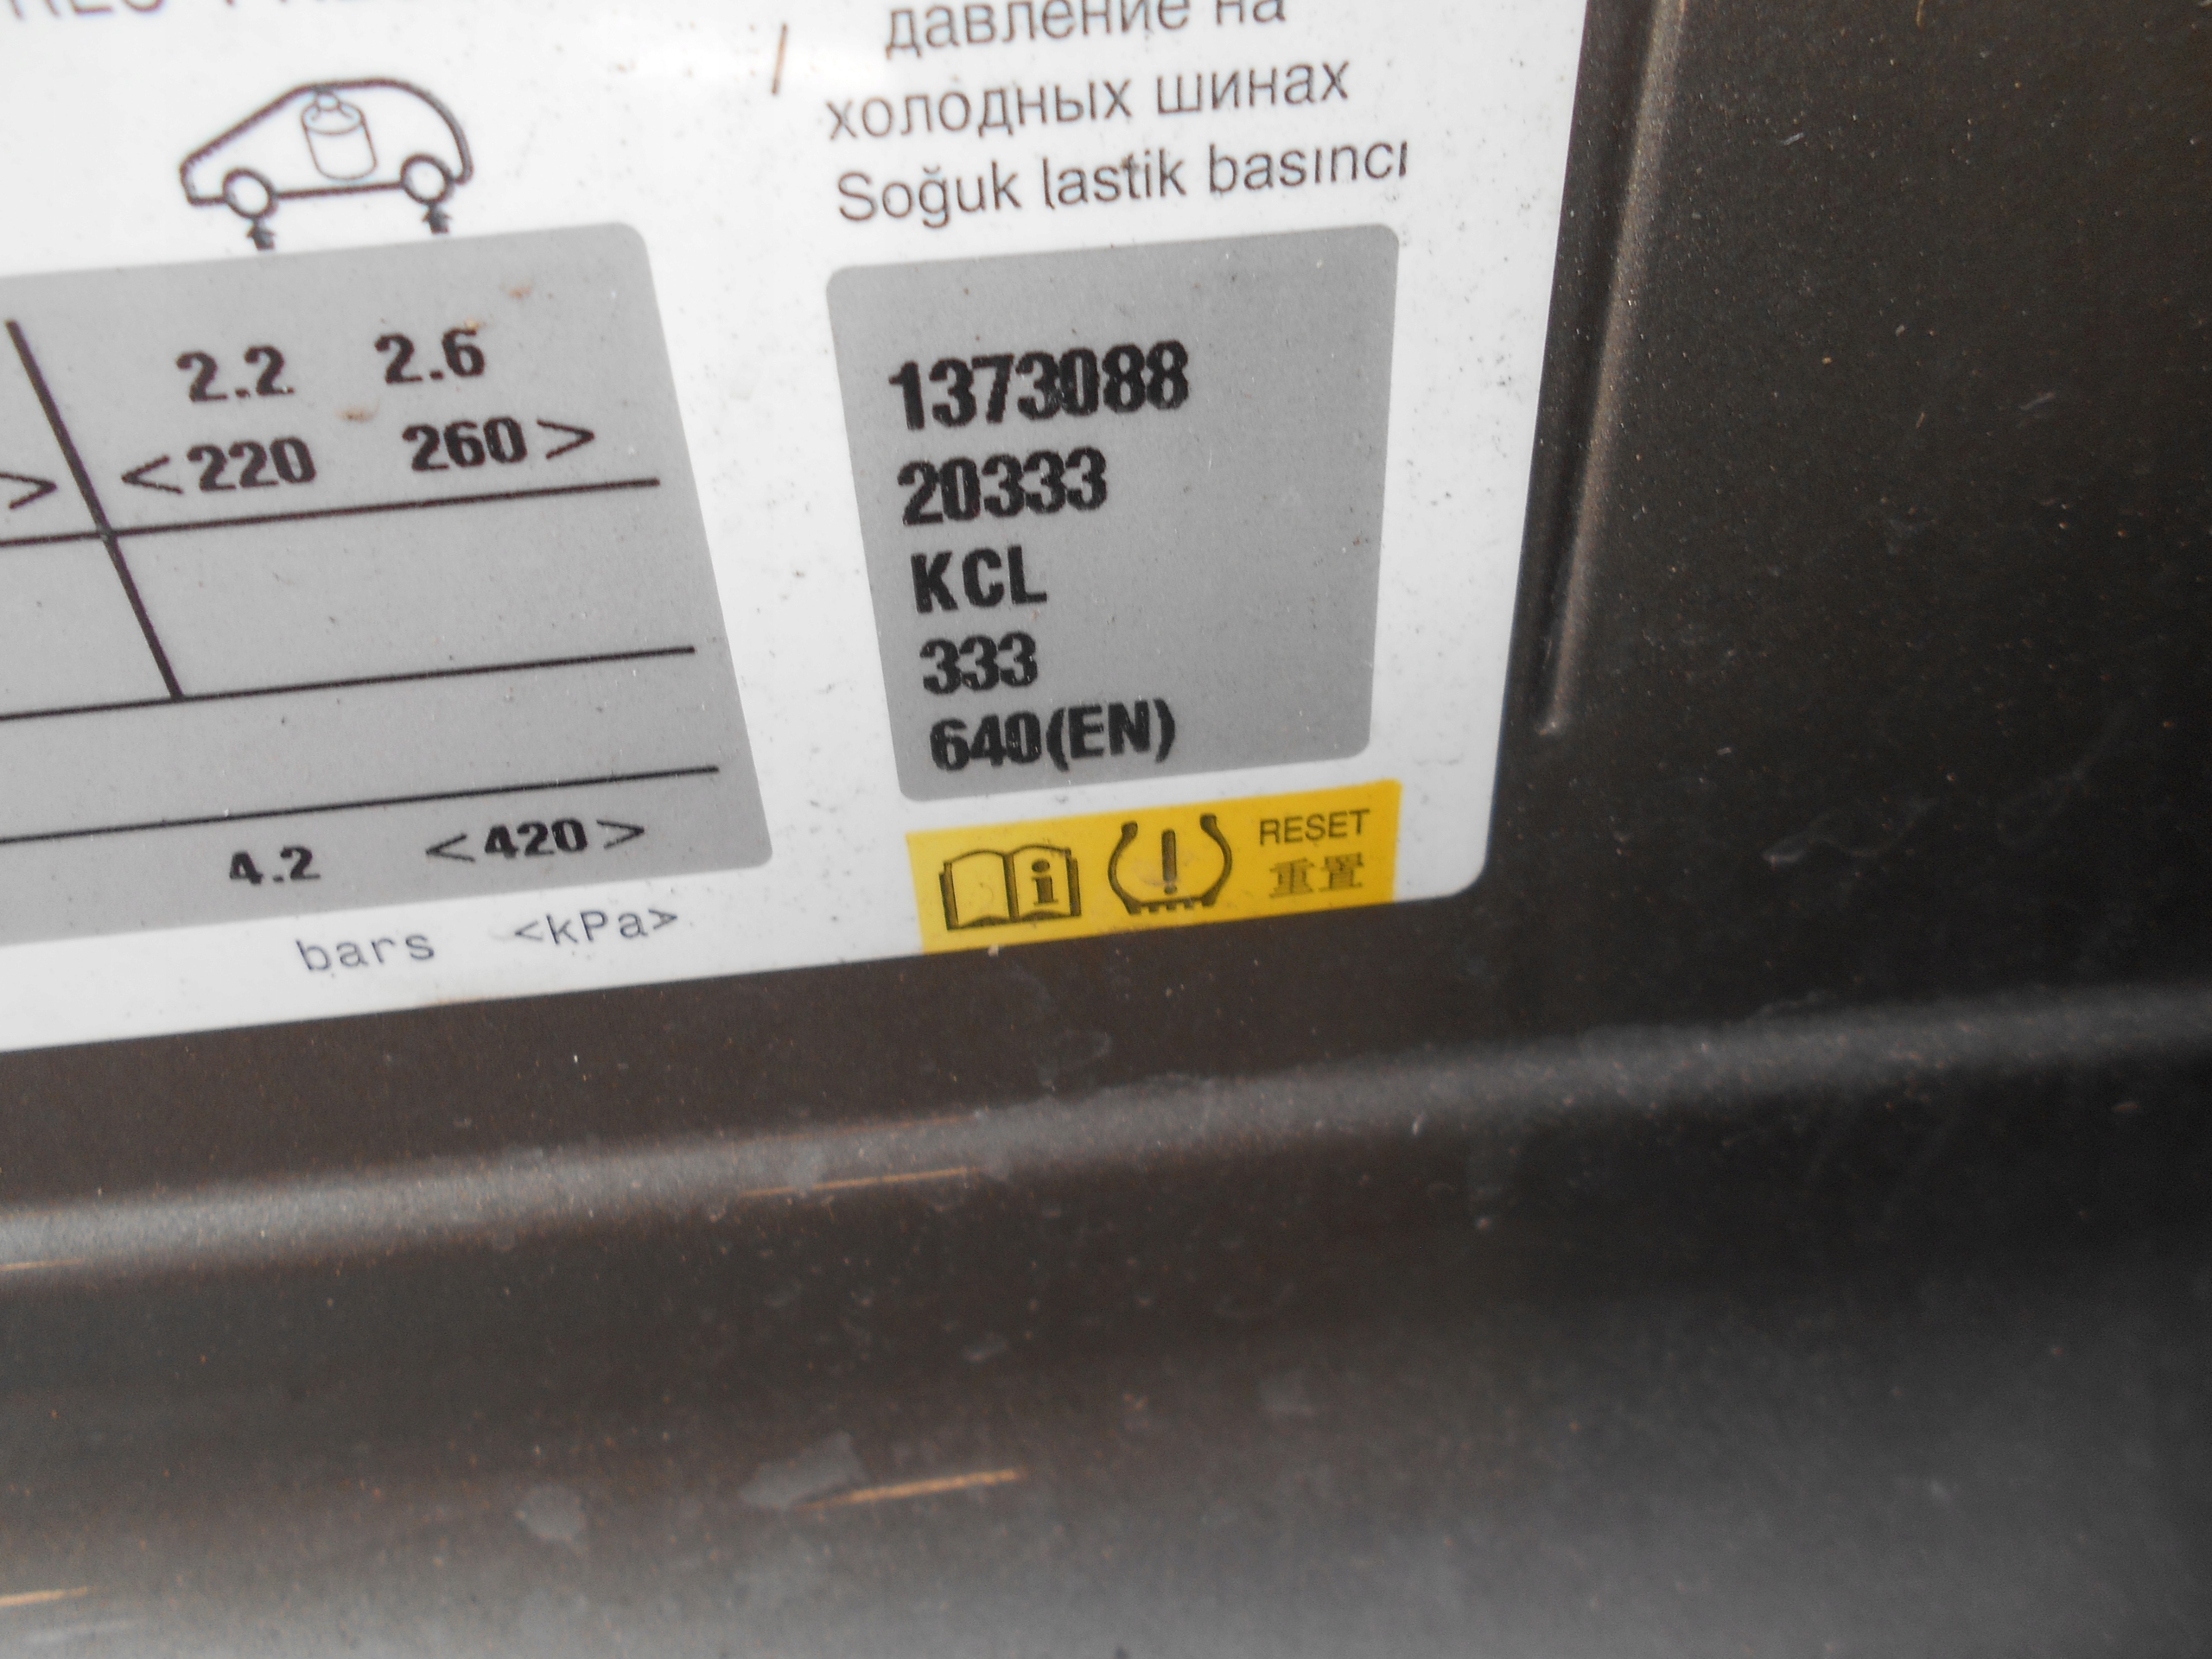 давление на
холодных шинах
Soğuk lastik basıncı
2.2 2.6
<220 260>
>
4.2 <420>
bars <kPa>
1373088
20333
KCL
333
640(EN)
RESET
重置